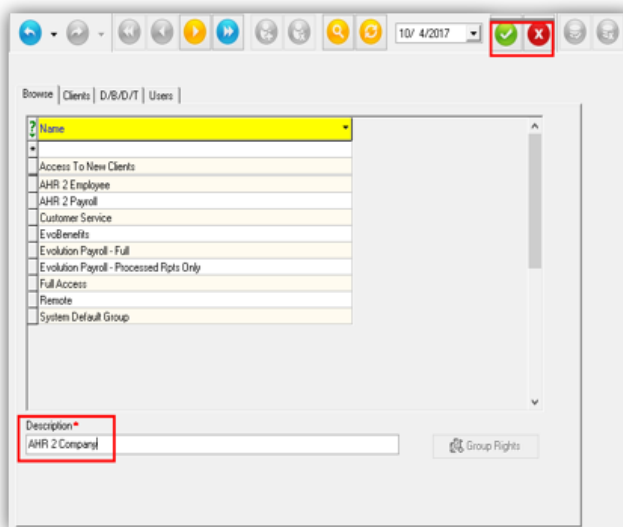 10/ 4/2017
Browse Clients D/B/D/T Users
Name
Access To New Clients
AHR 2 Employee
AHR 2 Payroll
Customer Service
EvoBenefits
Evolution Payroll - Full
Evolution Payroll - Processed Rpts Only
Full Access
Remote
System Default Group
Description*
AHR 2 Company
Group Rights